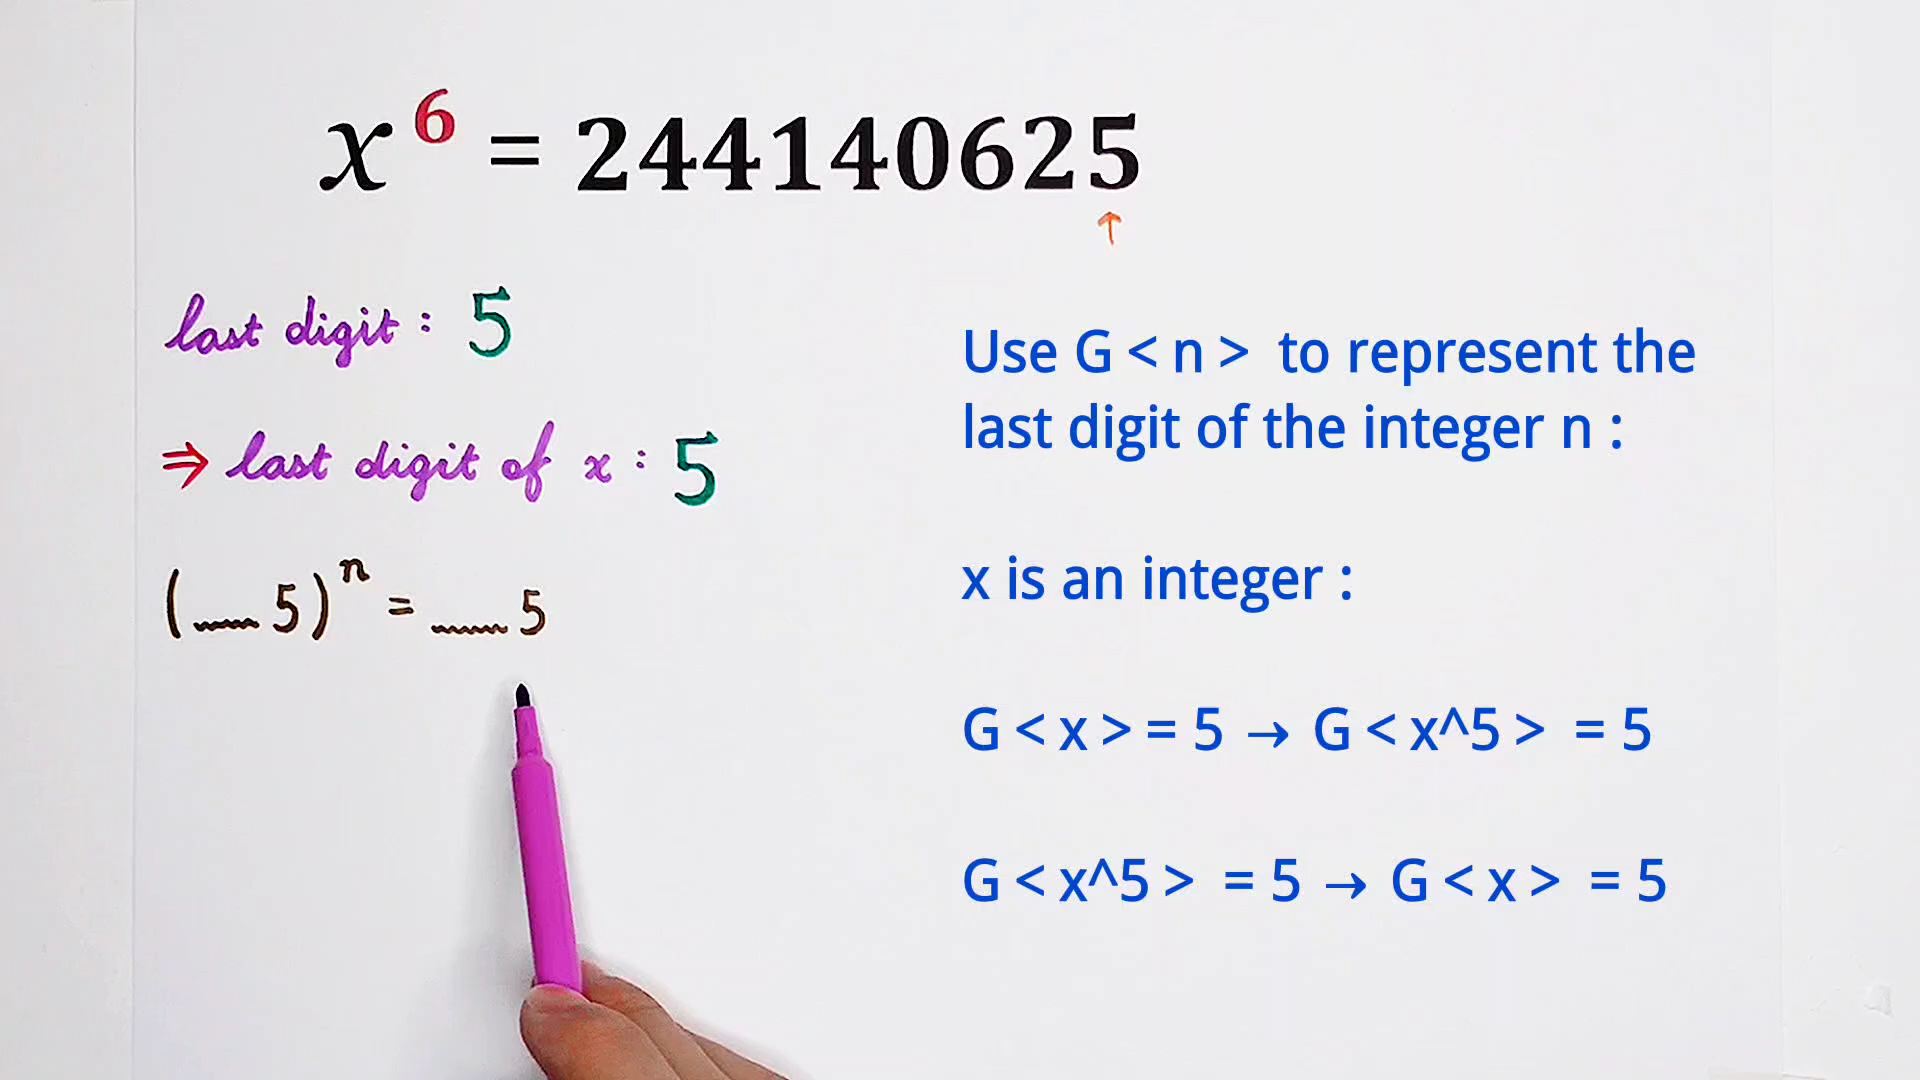 x^6 = 244140625
↑
last digit : 5
⇒ last digit of x : 5
(﹏ 5)^n = ﹏ 5
Use G < n > to represent the
last digit of the integer n :
x is an integer :
G < x > = 5 → G < x^5 > = 5
G < x^5 > = 5 → G < x > = 5